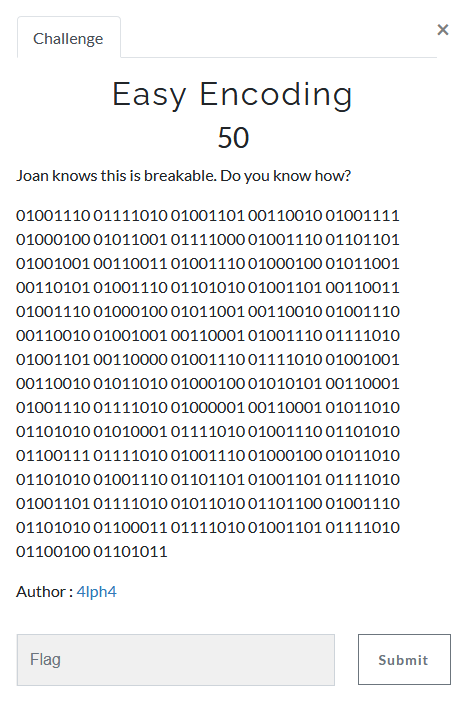 Challenge
×
Easy Encoding
50
Joan knows this is breakable. Do you know how?
01001110 01111010 01001101 00110010 01001111
01000100 01011001 01111000 01001110 01101101
01001001 00110011 01001110 01000100 01011001
00110101 01001110 01101010 01001101 00110011
01001110 01000100 01011001 00110010 01001110
00110010 01001001 00110001 01001110 01111010
01001101 00110000 01001110 01111010 01001001
00110010 01011010 01000100 01010101 00110001
01001110 01111010 01000001 00110001 01011010
01101010 01010001 01111010 01001110 01101010
01100111 01111010 01001110 01000100 01011010
01101010 01001110 01101101 01001101 01111010
01001101 01111010 01011010 01101100 01001110
01101010 01100011 01111010 01001101 01111010
01100100 01101011
Author : 4lph4
Flag
Submit